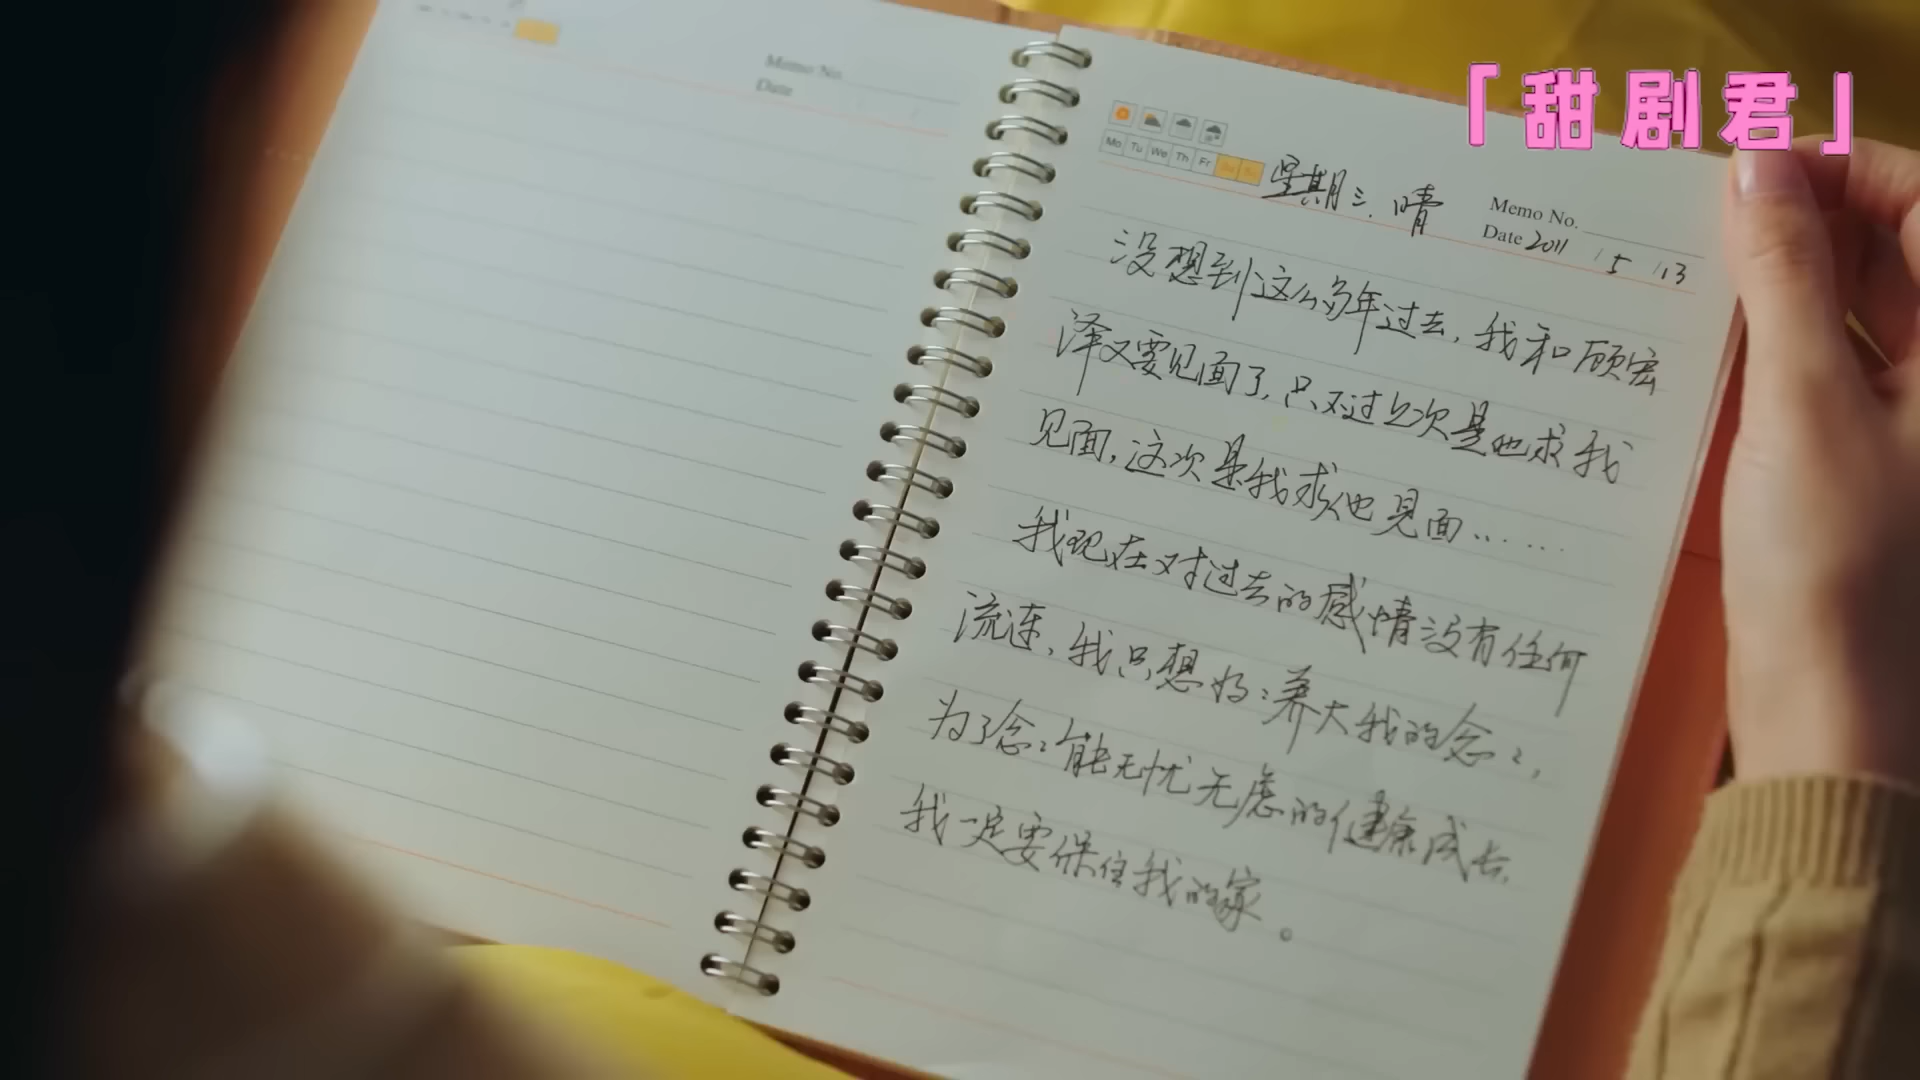 「甜剧君」
Memo No.
Date
Mo Tu We Th Fr
星期三. 晴
Memo No.
Date 2011 / 5 / 13
没想到这么多年过去,我和顾宏
泽又要见面了,只不过上次是他求我
见面,这次是我求他见面……
我现在对过去的感情没有任何
流连,我只想好:养大我的念:,
为了念:能无忧无虑的健康成长,
我一定要保住我的家。